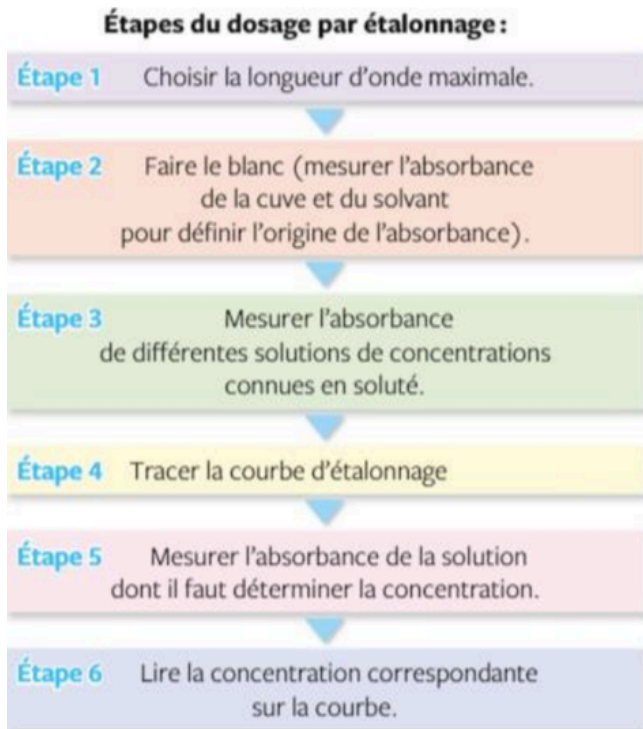 Étapes du dosage par étalonnage :
Étape 1 Choisir la longueur d'onde maximale.
Étape 2 Faire le blanc (mesurer l'absorbance
de la cuve et du solvant
pour définir l'origine de l'absorbance).
Étape 3 Mesurer l'absorbance
de différentes solutions de concentrations
connues en soluté.
Étape 4 Tracer la courbe d'étalonnage
Étape 5 Mesurer l'absorbance de la solution
dont il faut déterminer la concentration.
Étape 6 Lire la concentration correspondante
sur la courbe.